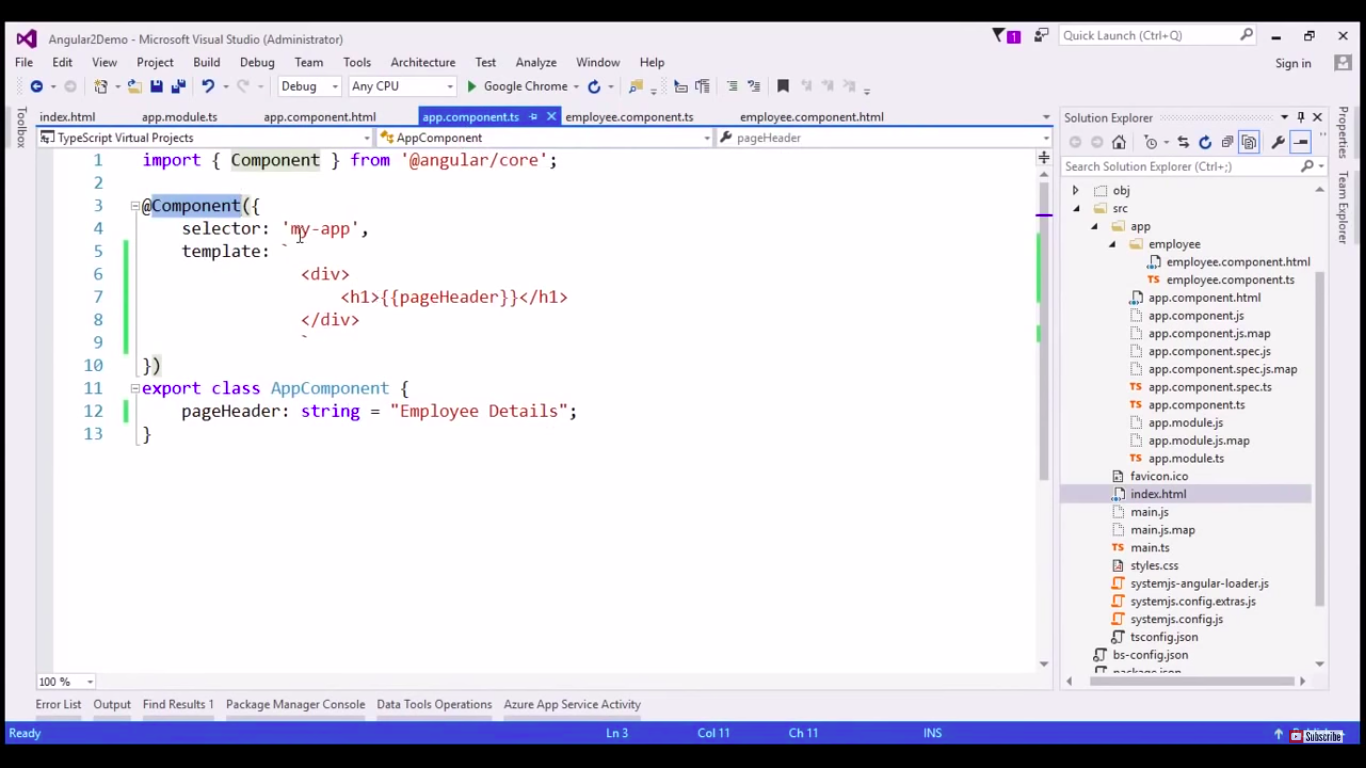 Angular2Demo - Microsoft Visual Studio (Administrator)
1
Quick Launch (Ctrl+Q)
File Edit View Project Build Debug Team Tools Architecture Test Analyze Window Help
Sign in
Debug Any CPU Google Chrome
Toolbox
index.html app.module.ts app.component.html app.component.ts employee.component.ts employee.component.html
TypeScript Virtual Projects AppComponent pageHeader
1 import { Component } from '@angular/core';
2
3 @Component({
4 selector: 'my-app',
5 template: `
6 <div>
7 <h1>{{pageHeader}}</h1>
8 </div>
9 `
10 })
11 export class AppComponent {
12 pageHeader: string = "Employee Details";
13 }
100 %
Solution Explorer
Search Solution Explorer (Ctrl+;)
obj
src
app
employee
employee.component.html
TS employee.component.ts
app.component.html
app.component.js
app.component.js.map
app.component.spec.js
app.component.spec.js.map
TS app.component.spec.ts
TS app.component.ts
app.module.js
app.module.js.map
TS app.module.ts
favicon.ico
index.html
main.js
main.js.map
TS main.ts
styles.css
systemjs-angular-loader.js
systemjs.config.extras.js
systemjs.config.js
tsconfig.json
bs-config.json
package.json
Properties
Team Explorer
Error List Output Find Results 1 Package Manager Console Data Tools Operations Azure App Service Activity
Ready Ln 3 Col 11 Ch 11 INS
Subscribe